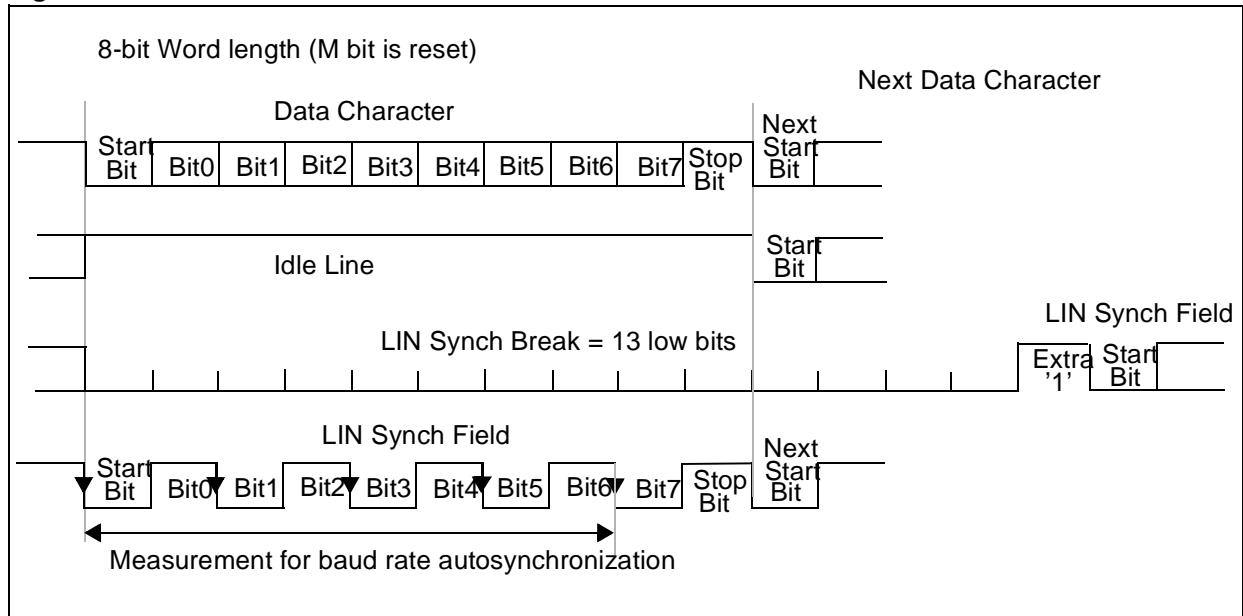 8-bit Word length (M bit is reset)
Next Data Character
Data Character
Start
Bit
Bit0
Bit1
Bit2
Bit3
Bit4
Bit5
Bit6
Bit7
Stop
Bit
Next
Start
Bit
Idle Line
Start
Bit
LIN Synch Field
LIN Synch Break = 13 low bits
Extra
'1'
Start
Bit
LIN Synch Field
Start
Bit
Bit0
Bit1
Bit2
Bit3
Bit4
Bit5
Bit6
Bit7
Stop
Bit
Next
Start
Bit
Measurement for baud rate autosynchronization